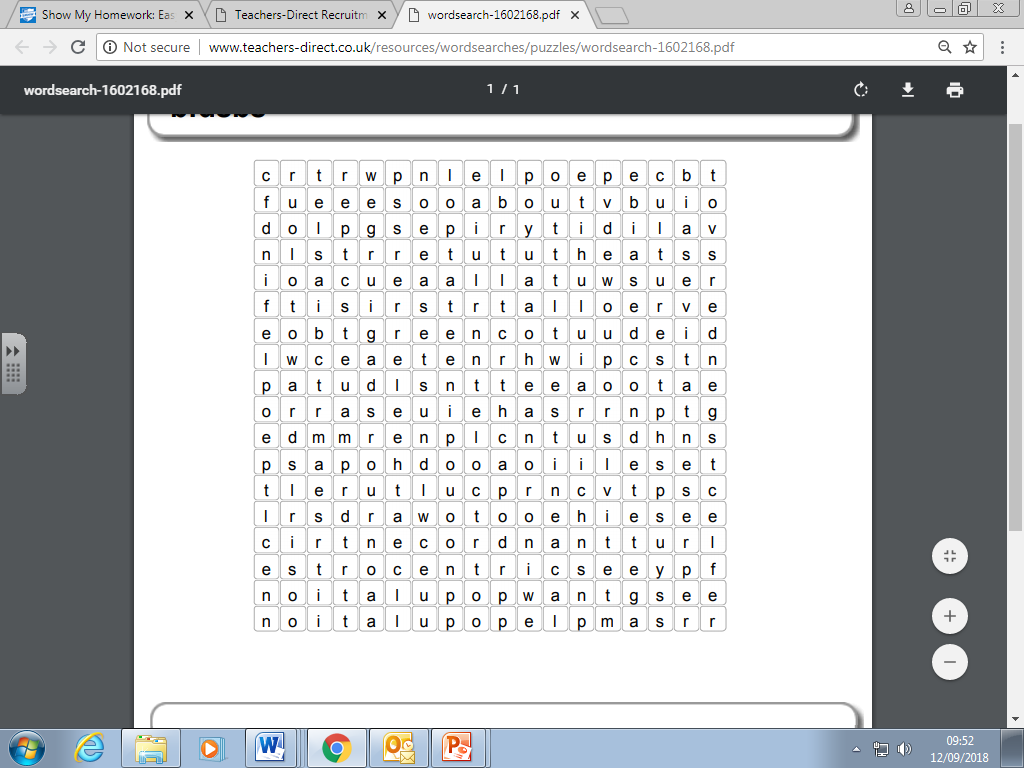 Show My Homework: Eas
Teachers-Direct Recruitm
wordsearch-1602168.pdf
Not secure
www.teachers-direct.co.uk/resources/wordsearches/puzzles/wordsearch-1602168.pdf
wordsearch-1602168.pdf
1 / 1
c r t r w p n l e l p o e p e c b t
f u e e e s o o a b o u t v b u i o
d o l p g s e p i r y t i d i l a v
n l s t r r e t u t u t h e a t s s
i o a c u e a a l l a t u w s u e r
f t i s i r s t r t a l l o e r v e
e o b t g r e e n c o t u u d e i d
l w c e a e t e n r h w i p c s t n
p a t u d l s n t t e e a o o t a e
o r r a s e u i e h a s r r n p t g
e d m m r e n p l c n t u s d h n s
p s a p o h d o o a o i i l e s e t
t l e r u t l u c p r n c v t p s c
l r s d r a w o t o o e h i e s e e
c i r t n e c o r d n a n t t u r l
e s t r o c e n t r i c s e e y p f
n o i t a l u p o p w a n t g s e e
n o i t a l u p o p e l p m a s r r
09:52
12/09/2018